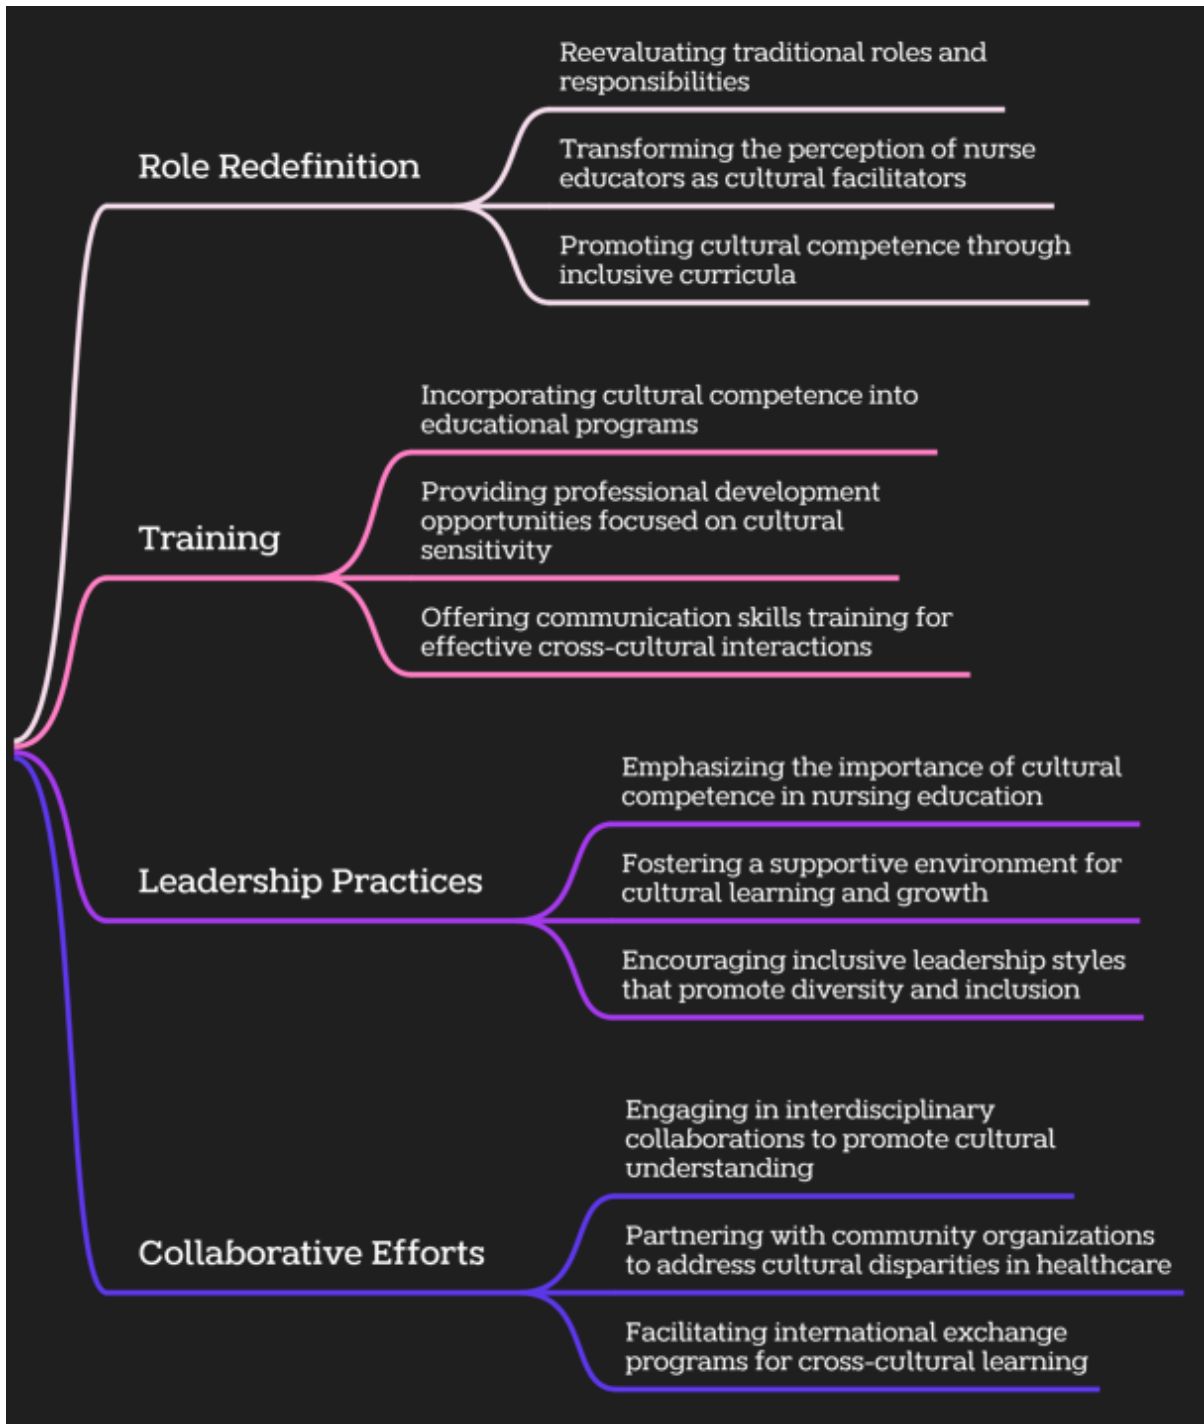 Reevaluating traditional roles and
responsibilities
Role Redefinition
Transforming the perception of nurse
educators as cultural facilitators
Promoting cultural competence through
inclusive curricula
Incorporating cultural competence into
educational programs
Training
Providing professional development
opportunities focused on cultural
sensitivity
Offering communication skills training for
effective cross-cultural interactions
Emphasizing the importance of cultural
competence in nursing education
Leadership Practices
Fostering a supportive environment for
cultural learning and growth
Encouraging inclusive leadership styles
that promote diversity and inclusion
Engaging in interdisciplinary
collaborations to promote cultural
understanding
Collaborative Efforts
Partnering with community organizations
to address cultural disparities in healthcare
Facilitating international exchange
programs for cross-cultural learning